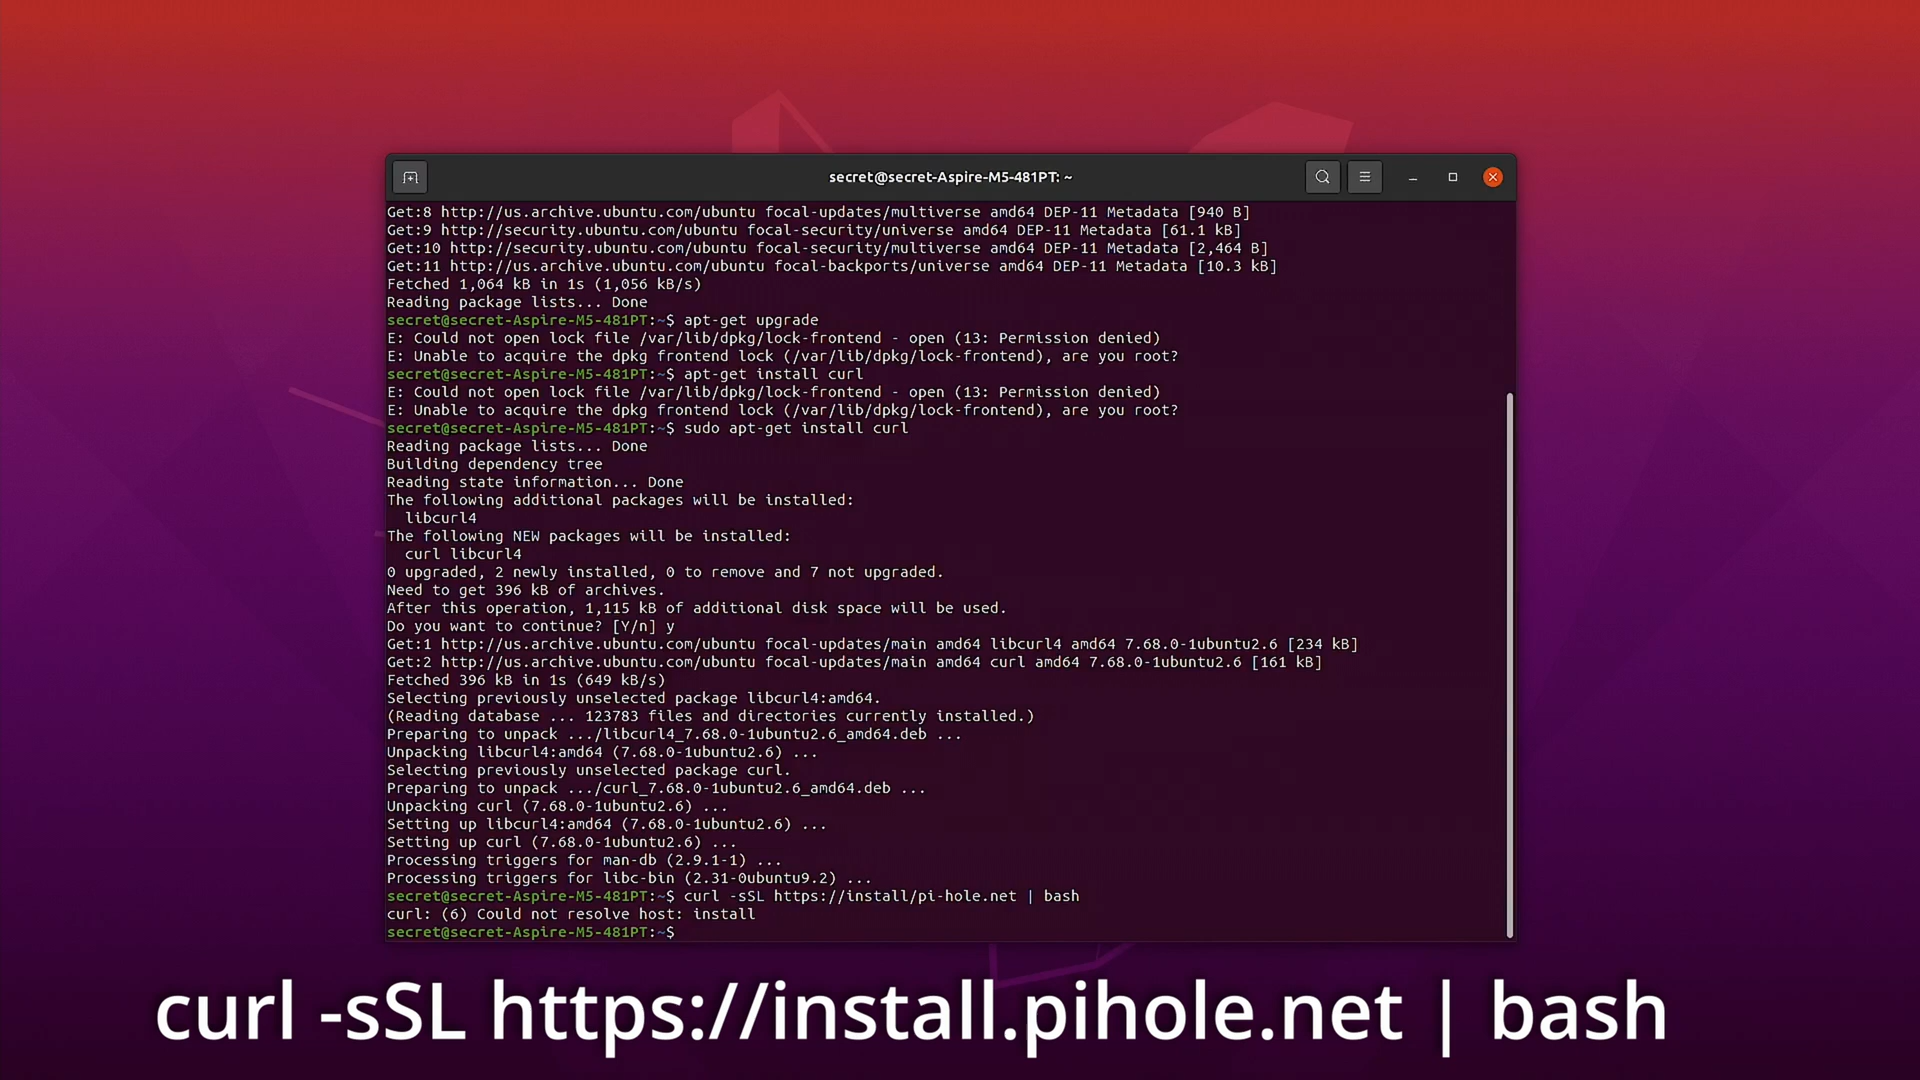 secret@secret-Aspire-M5-481PT: ~
Get:8 http://us.archive.ubuntu.com/ubuntu focal-updates/multiverse amd64 DEP-11 Metadata [940 B]
Get:9 http://security.ubuntu.com/ubuntu focal-security/universe amd64 DEP-11 Metadata [61.1 kB]
Get:10 http://security.ubuntu.com/ubuntu focal-security/multiverse amd64 DEP-11 Metadata [2,464 B]
Get:11 http://us.archive.ubuntu.com/ubuntu focal-backports/universe amd64 DEP-11 Metadata [10.3 kB]
Fetched 1,064 kB in 1s (1,056 kB/s)
Reading package lists... Done
secret@secret-Aspire-M5-481PT:~$ apt-get upgrade
E: Could not open lock file /var/lib/dpkg/lock-frontend - open (13: Permission denied)
E: Unable to acquire the dpkg frontend lock (/var/lib/dpkg/lock-frontend), are you root?
secret@secret-Aspire-M5-481PT:~$ apt-get install curl
E: Could not open lock file /var/lib/dpkg/lock-frontend - open (13: Permission denied)
E: Unable to acquire the dpkg frontend lock (/var/lib/dpkg/lock-frontend), are you root?
secret@secret-Aspire-M5-481PT:~$ sudo apt-get install curl
Reading package lists... Done
Building dependency tree
Reading state information... Done
The following additional packages will be installed:
  libcurl4
The following NEW packages will be installed:
  curl libcurl4
0 upgraded, 2 newly installed, 0 to remove and 7 not upgraded.
Need to get 396 kB of archives.
After this operation, 1,115 kB of additional disk space will be used.
Do you want to continue? [Y/n] y
Get:1 http://us.archive.ubuntu.com/ubuntu focal-updates/main amd64 libcurl4 amd64 7.68.0-1ubuntu2.6 [234 kB]
Get:2 http://us.archive.ubuntu.com/ubuntu focal-updates/main amd64 curl amd64 7.68.0-1ubuntu2.6 [161 kB]
Fetched 396 kB in 1s (649 kB/s)
Selecting previously unselected package libcurl4:amd64.
(Reading database ... 123783 files and directories currently installed.)
Preparing to unpack .../libcurl4_7.68.0-1ubuntu2.6_amd64.deb ...
Unpacking libcurl4:amd64 (7.68.0-1ubuntu2.6) ...
Selecting previously unselected package curl.
Preparing to unpack .../curl_7.68.0-1ubuntu2.6_amd64.deb ...
Unpacking curl (7.68.0-1ubuntu2.6) ...
Setting up libcurl4:amd64 (7.68.0-1ubuntu2.6) ...
Setting up curl (7.68.0-1ubuntu2.6) ...
Processing triggers for man-db (2.9.1-1) ...
Processing triggers for libc-bin (2.31-0ubuntu9.2) ...
secret@secret-Aspire-M5-481PT:~$ curl -sSL https://install/pi-hole.net | bash
curl: (6) Could not resolve host: install
secret@secret-Aspire-M5-481PT:~$
curl -sSL https://install.pihole.net | bash